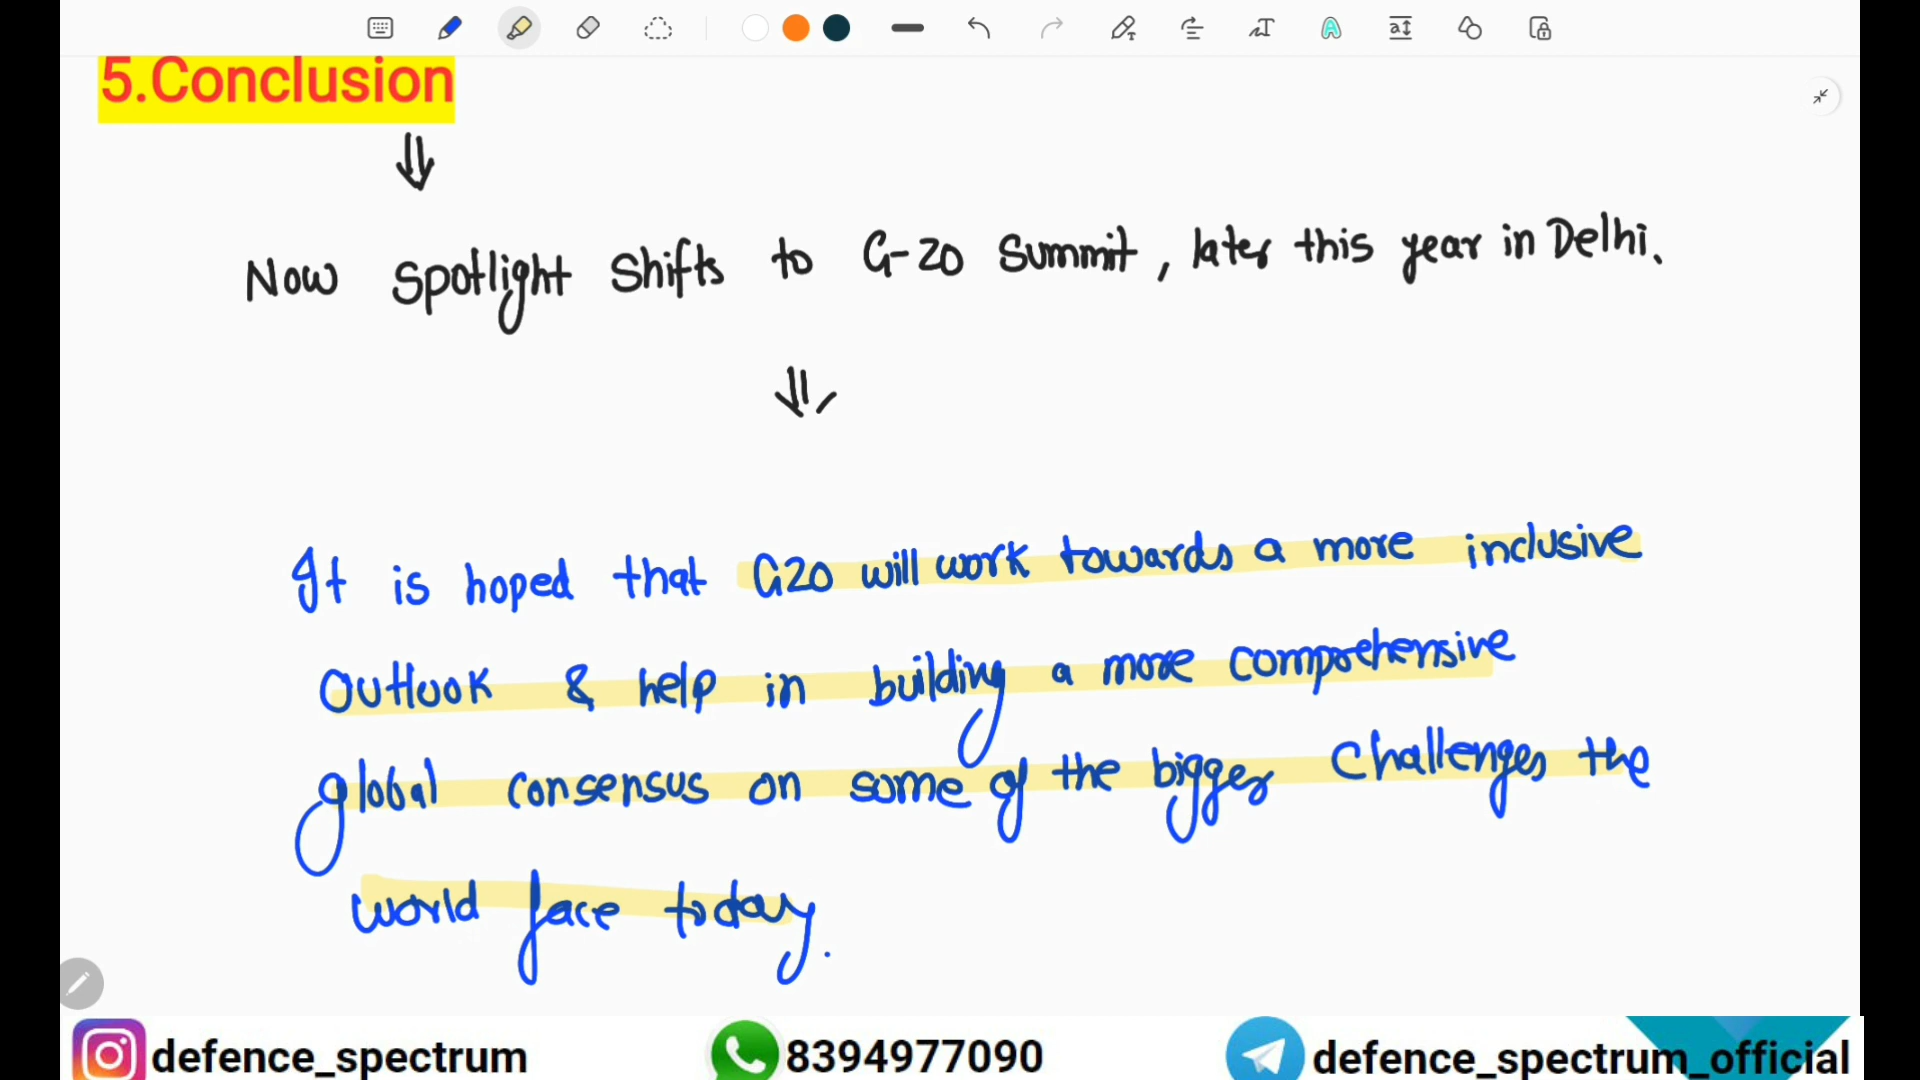 5.Conclusion
Now spotlight shifts to G-20 Summit, later this year in Delhi.
It is hoped that G20 will work towards a more inclusive
outlook & help in building a more comprehensive
global consensus on some of the bigger challenges the
world face today.
defence_spectrum
8394977090
defence_spectrum_official